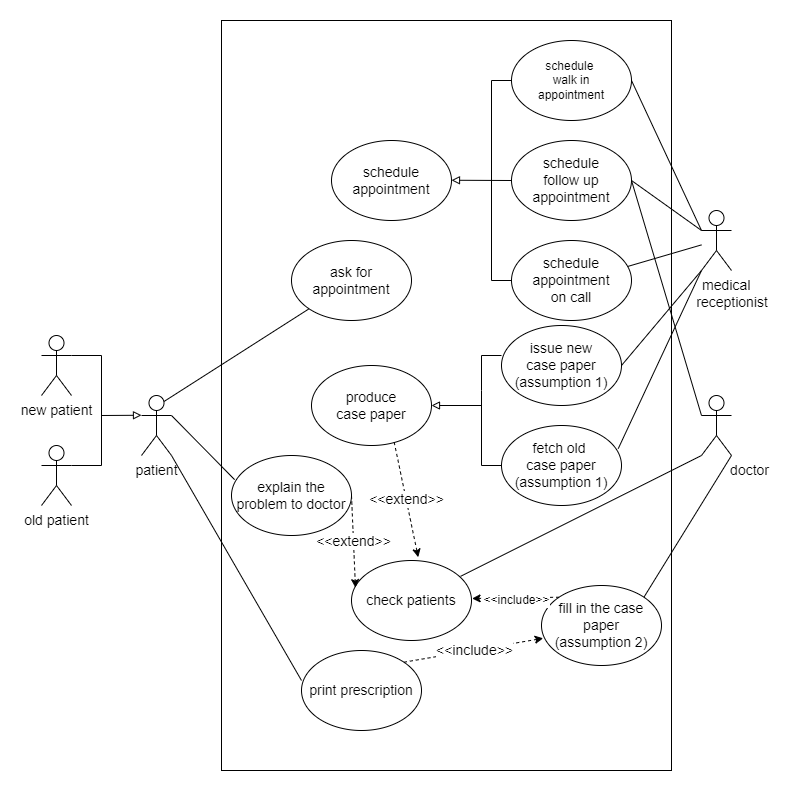 schedule
walk in
appointment
schedule
appointment
schedule
follow up
appointment
ask for
appointment
schedule
appointment
on call
medical
receptionist
new patient
produce
case paper
issue new
case paper
(assumption 1)
patient
fetch old
case paper
(assumption 1)
doctor
old patient
explain the
problem to doctor
<<extend>>
<<extend>>
check patients
<<include>>
fill in the case
paper
(assumption 2)
<<include>>
print prescription